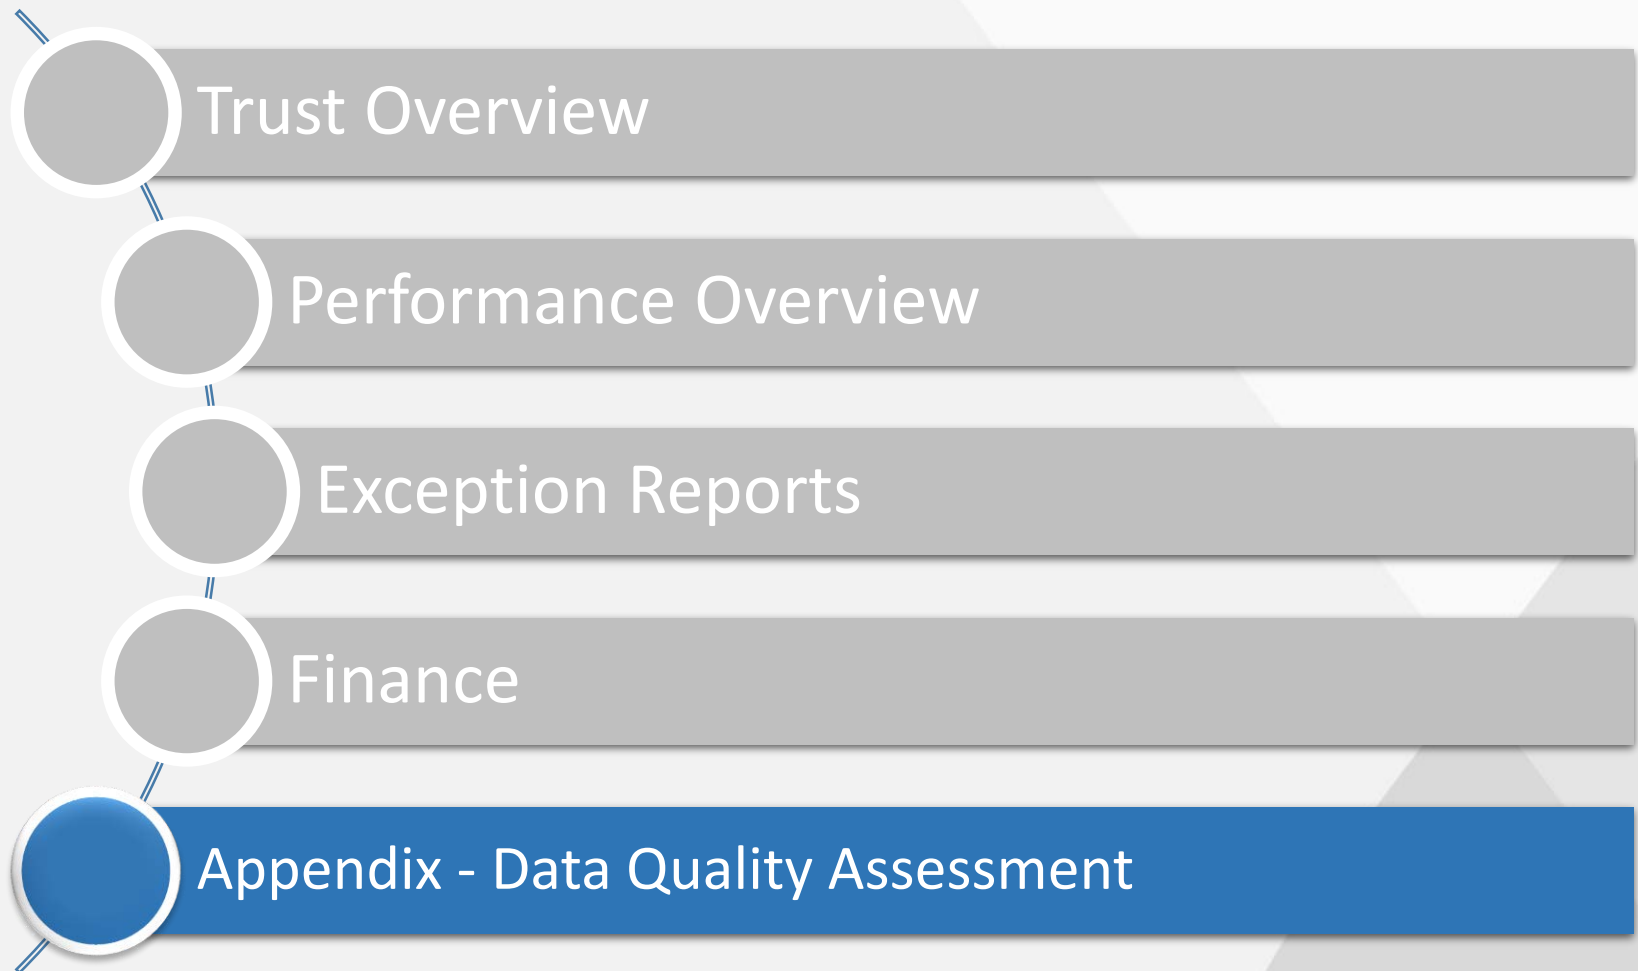 Trust Overview
Performance Overview
Exception Reports
Finance
Appendix - Data Quality Assessment